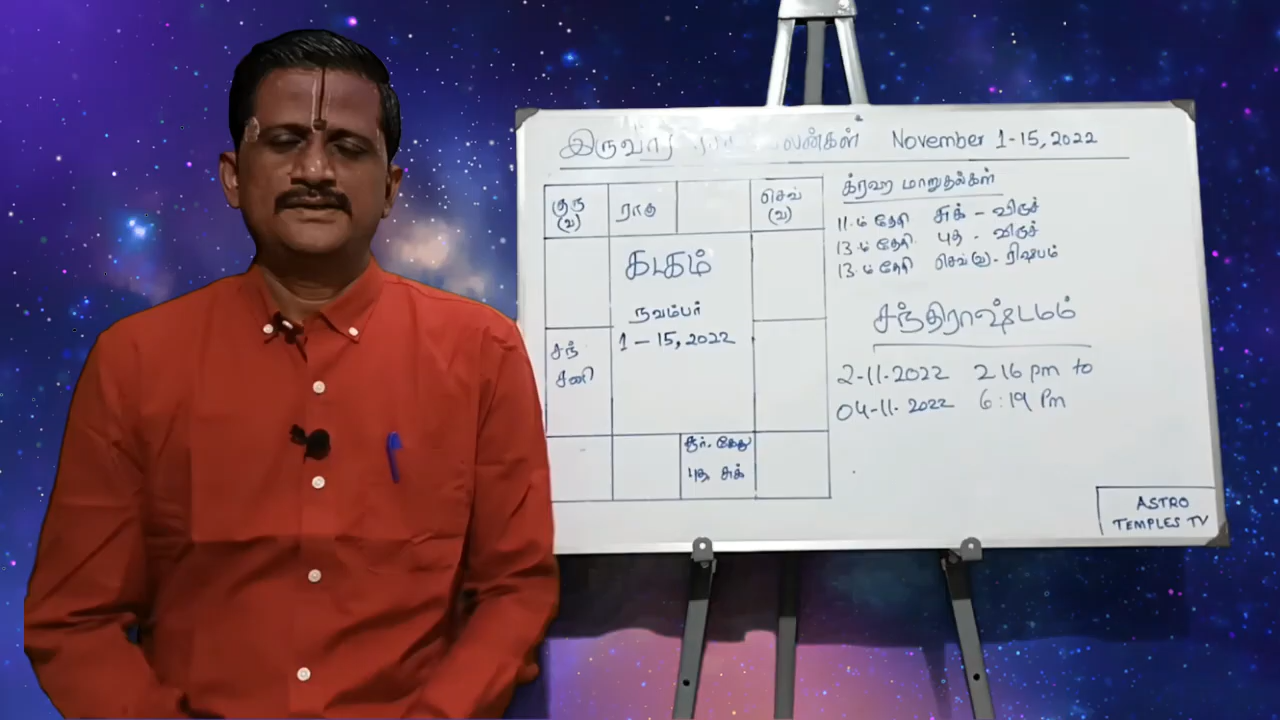 இருவார பலன்கள் November 1-15, 2022
குரு (வ)
ராகு
செவ் (வ)
கடகம்
நவம்பர்
1 – 15, 2022
சந்
சனி
சூர். கேது
புத சுக்
க்ரஹ மாறுதல்கள்
11-ம் தேதி சுக் – விருச்
13-ம் தேதி புத - விருச்
13-ம் தேதி செவ்(வ) - ரிஷபம்
சந்திராஷ்டமம்
2-11-2022 2.16 pm to
04-11-2022 6:19 Pm
ASTRO
TEMPLES TV